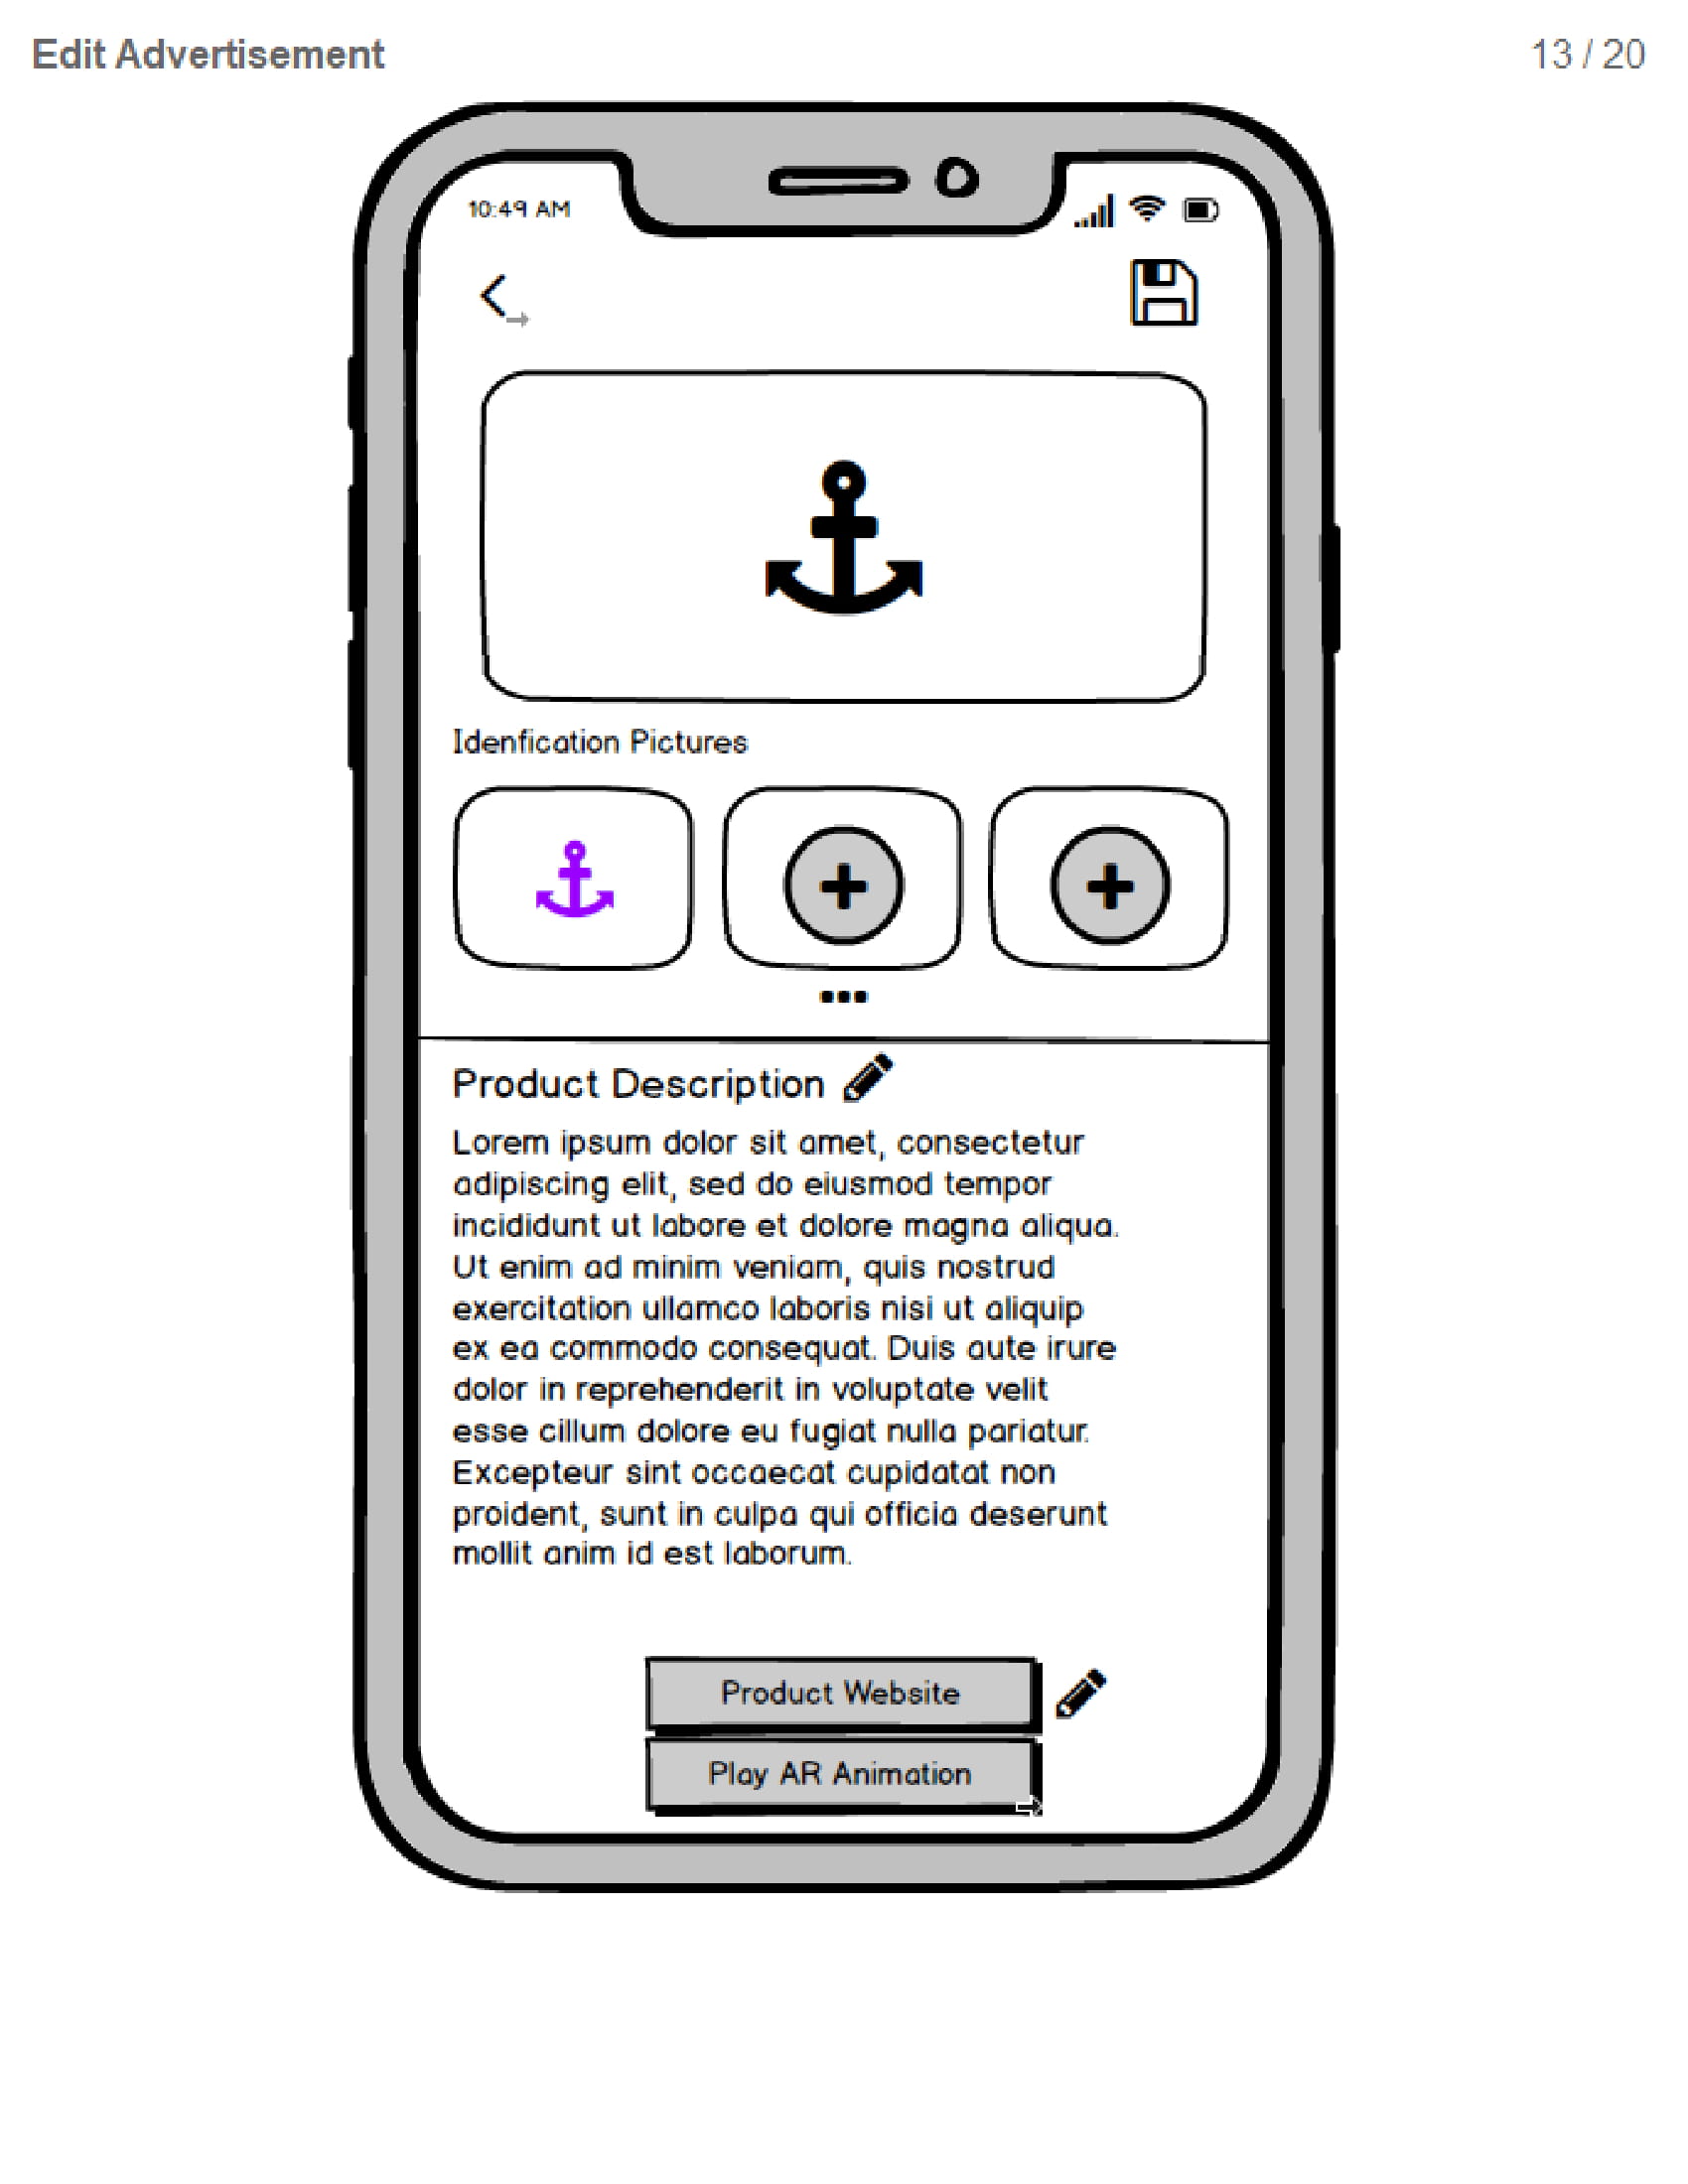 Edit Advertisement
13 / 20
10:49 AM
Idenfication Pictures
Product Description
Lorem ipsum dolor sit amet, consectetur
adipiscing elit, sed do eiusmod tempor
incididunt ut labore et dolore magna aliqua.
Ut enim ad minim veniam, quis nostrud
exercitation ullamco laboris nisi ut aliquip
ex ea commodo consequat. Duis aute irure
dolor in reprehenderit in voluptate velit
esse cillum dolore eu fugiat nulla pariatur.
Excepteur sint occaecat cupidatat non
proident, sunt in culpa qui officia deserunt
mollit anim id est laborum.
Product Website
Play AR Animation